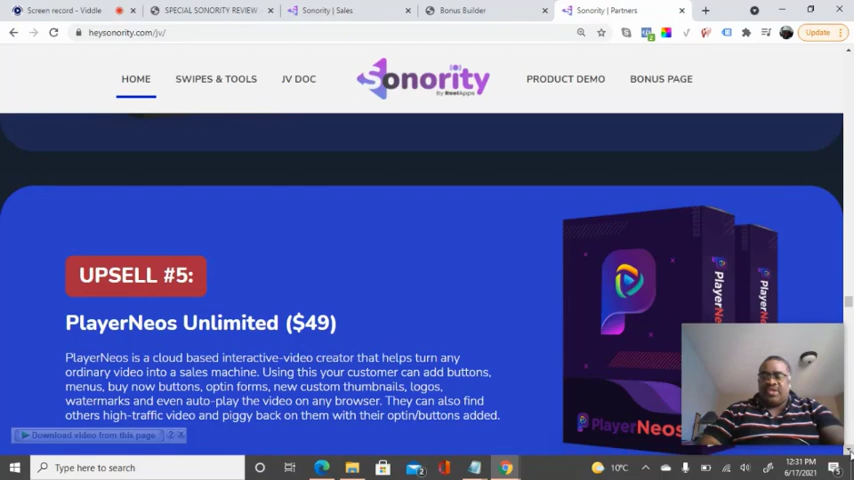 Screen record - Viddle
SPECIAL SONORITY REVIEW
Sonority | Sales
Bonus Builder
Sonority | Partners
heysonority.com/jv/
Update
HOME
SWIPES & TOOLS
JV DOC
Sonority
By ReelApps
PRODUCT DEMO
BONUS PAGE
UPSELL #5:
PlayerNeos Unlimited ($49)
PlayerNeos is a cloud based interactive-video creator that helps turn any
ordinary video into a sales machine. Using this your customer can add buttons,
menus, buy now buttons, optin forms, new custom thumbnails, logos,
watermarks and even auto-play the video on any browser. They can also find
others high-traffic video and piggy back on them with their optin/buttons added.
PlayerNeos
Download video from this page
Type here to search
10°C
12:31 PM
6/17/2021